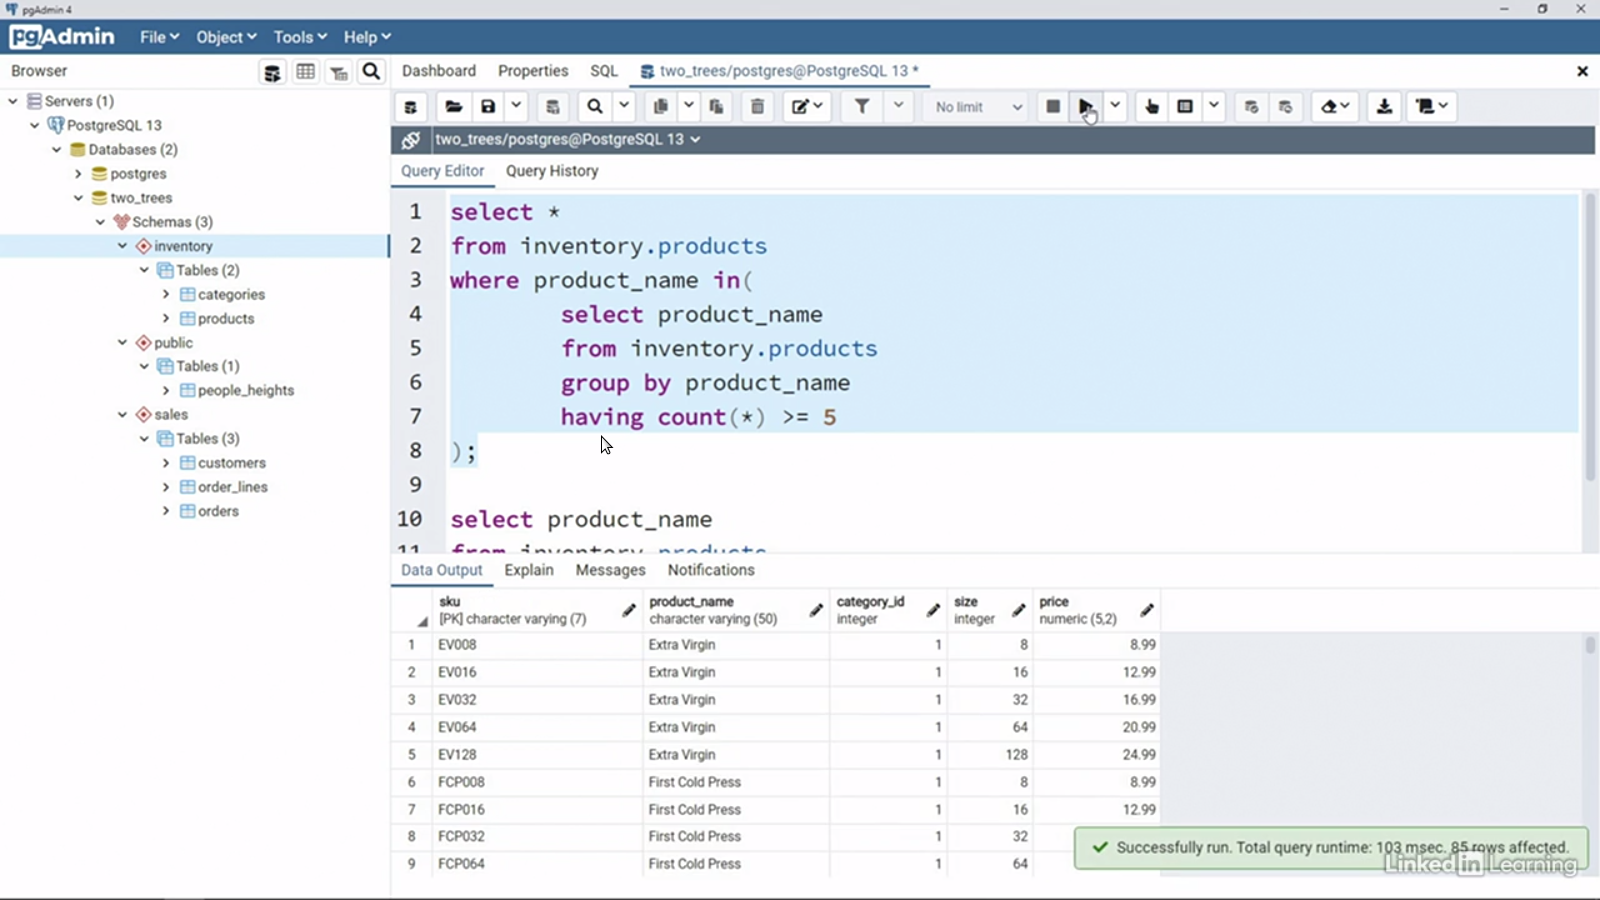 pgAdmin 4
pgAdmin File Object Tools Help
Browser
Dashboard Properties SQL two_trees/postgres@PostgreSQL 13 *
No limit
Servers (1)
PostgreSQL 13
Databases (2)
postgres
two_trees
Schemas (3)
inventory
Tables (2)
categories
products
public
Tables (1)
people_heights
sales
Tables (3)
customers
order_lines
orders
two_trees/postgres@PostgreSQL 13
Query Editor Query History
1 select *
2 from inventory.products
3 where product_name in(
4 select product_name
5 from inventory.products
6 group by product_name
7 having count(*) >= 5
8 );
9
10 select product_name
11 from inventory.products
Data Output Explain Messages Notifications
sku product_name category_id size price
[PK] character varying (7) character varying (50) integer integer numeric (5,2)
1 EV008 Extra Virgin 1 8 8.99
2 EV016 Extra Virgin 1 16 12.99
3 EV032 Extra Virgin 1 32 16.99
4 EV064 Extra Virgin 1 64 20.99
5 EV128 Extra Virgin 1 128 24.99
6 FCP008 First Cold Press 1 8 8.99
7 FCP016 First Cold Press 1 16 12.99
8 FCP032 First Cold Press 1 32
9 FCP064 First Cold Press 1 64
Successfully run. Total query runtime: 103 msec. 85 rows affected.
Linked in Learning